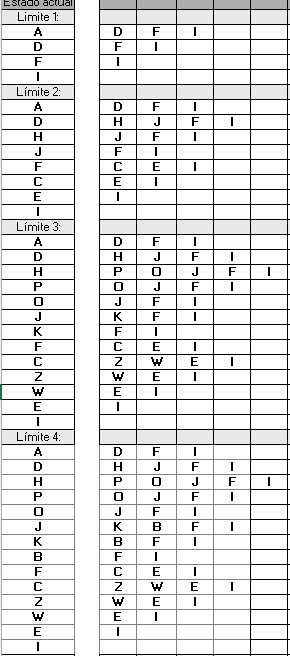 Estado actual
Límite 1:
A D F I
D F I
F I
I
Límite 2:
A D F I
D H J F I
H J F I
J F I
F C E I
C E I
E I
I
Límite 3:
A D F I
D H J F I
H P O J F I
P O J F I
O J F I
J K F I
K F I
F C E I
C Z W E I
Z W E I
W E I
E I
I
Límite 4:
A D F I
D H J F I
H P O J F I
P O J F I
O J F I
J K B F I
K B F I
B F I
F C E I
C Z W E I
Z W E I
W E I
E I
I